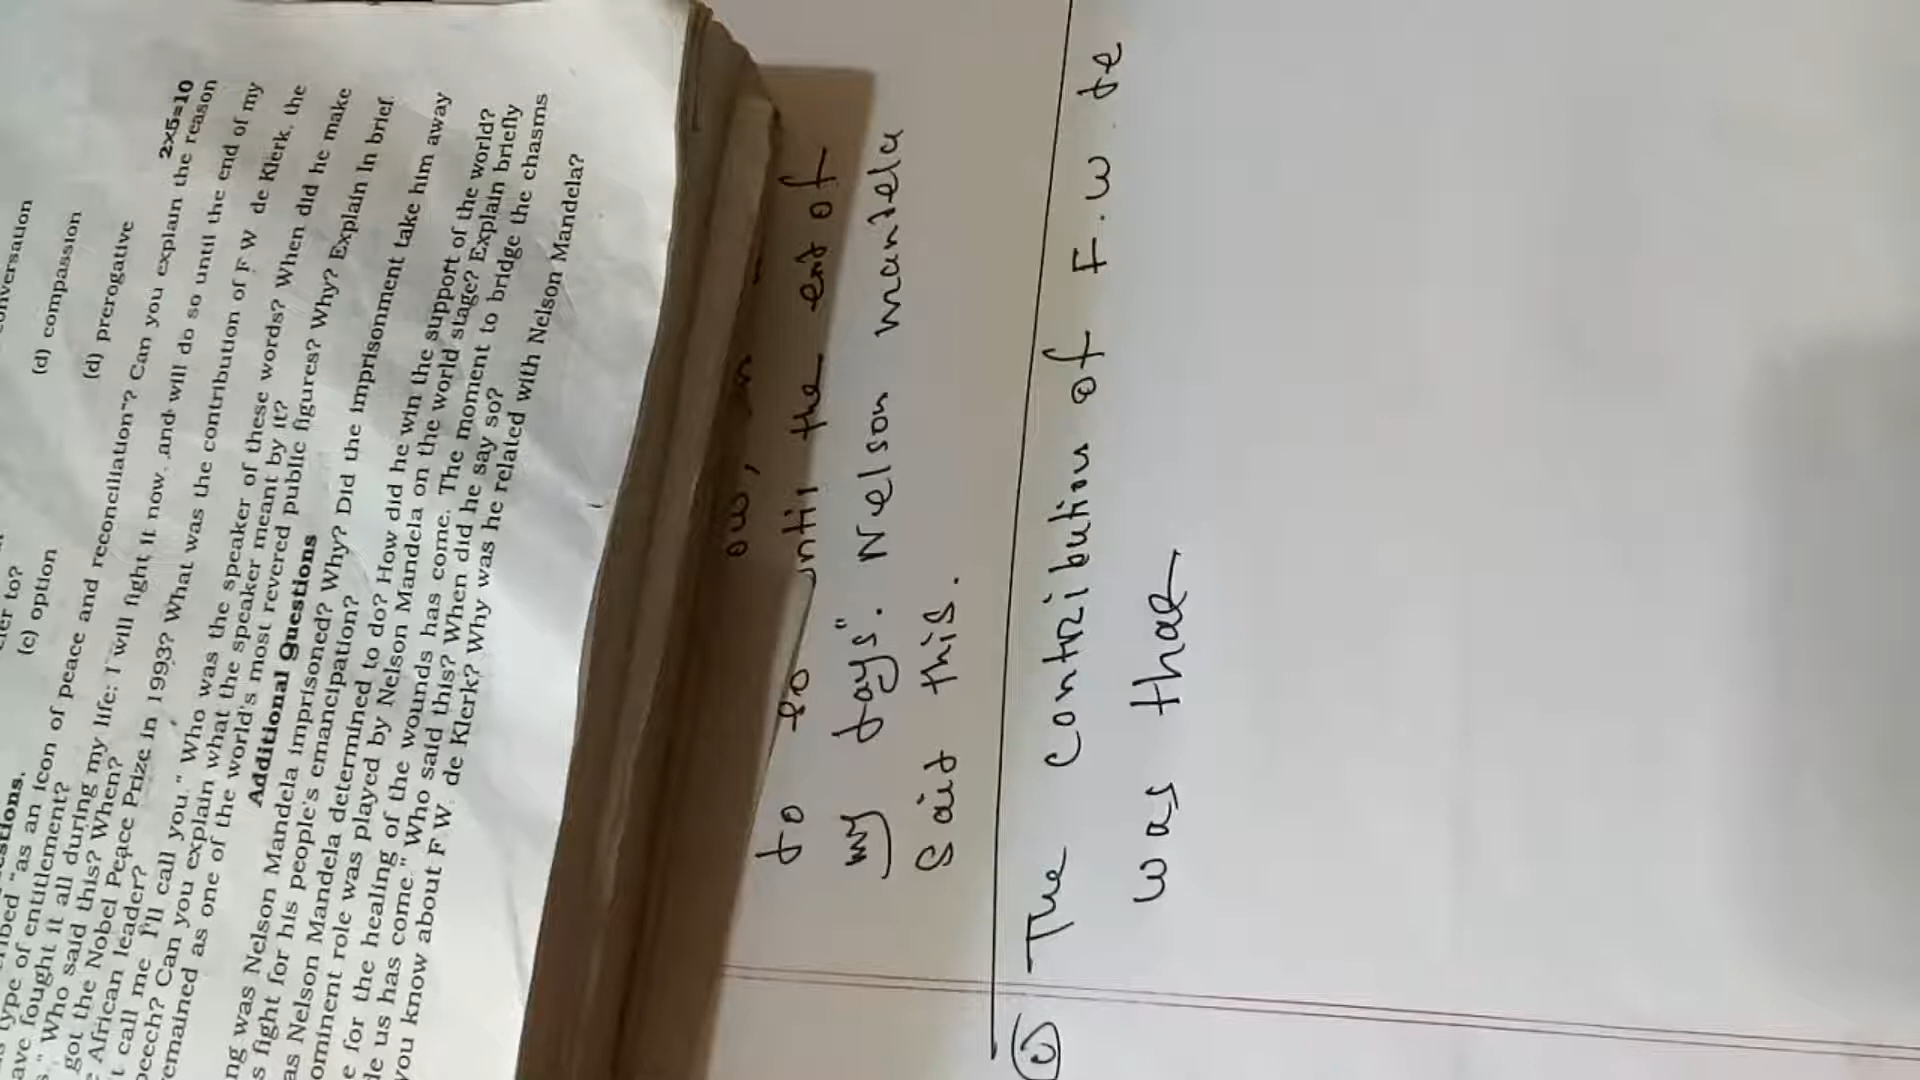 onversation
(d) compassion
(c) option
(d) prerogative
2×5=10
as an icon of peace and reconciliation"? Can you explain the reason
type of entitlement?
ave fought it all during my life; I will fight it now, and will do so until the end of my
" Who said this? When?
got the Nobel Peace Prize in 1993? What was the contribution of F W de Klerk, the
African leader?
t call me I'll call you." Who was the speaker of these words? When did he make
peech? Can you explain what the speaker meant by it?
emained as one of the world's most revered public figures? Why? Explain in brief.
Additional questions
ng was Nelson Mandela imprisoned? Why? Did the imprisonment take him away
s fight for his people's emancipation?
as Nelson Mandela determined to do? How did he win the support of the world?
ominent role was played by Nelson Mandela on the world stage? Explain briefly
e for the healing of the wounds has come. The moment to bridge the chasms
de us has come." Who said this? When did he say so?
you know about F W. de Klerk? Why was he related with Nelson Mandela?
ow,
to so intil the end of
my days". Nelson mandela
Said this.
The contribution of F.W de
was that